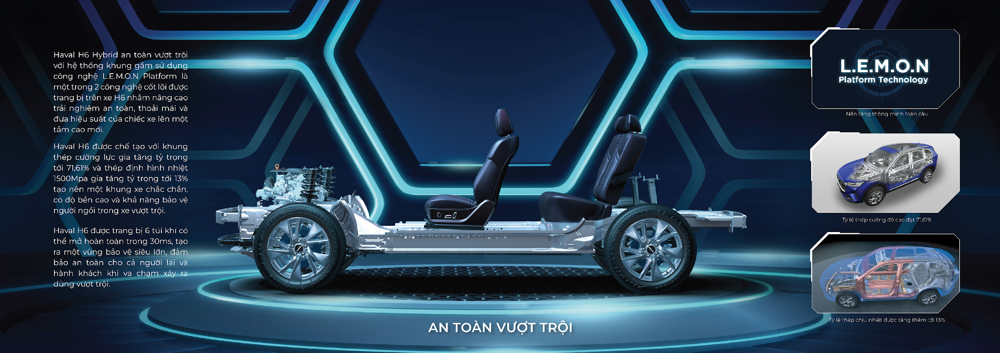 Haval H6 Hybrid an toàn vượt trội
với hệ thống khung gầm sử dụng
công nghệ L.E.M.O.N Platform là
một trong 2 công nghệ cốt lõi được
trang bị trên xe H6 nhằm nâng cao
trải nghiệm an toàn, thoải mái và
đưa hiệu suất của chiếc xe lên một
tầm cao mới.
Haval H6 được chế tạo với khung
thép cường lực gia tăng tỷ trọng
tới 71,61% và thép định hình nhiệt
1500Mpa gia tăng tỷ trọng tới 13%
tạo nên một khung xe chắc chắn,
có độ bền cao và khả năng bảo vệ
người ngồi trong xe vượt trội.
Haval H6 được trang bị 6 túi khí có
thể mở hoàn toàn trong 30ms, tạo
ra một vùng bảo vệ siêu lớn, đảm
bảo an toàn cho cả người lái và
hành khách khi va chạm xảy ra
dùng vượt trội.
AN TOÀN VƯỢT TRỘI
L.E.M.O.N
Platform Technology
Nền tảng thông minh toàn cầu
Tỷ lệ thép cường độ cao đạt 71,61%
Tỷ lệ thép chịu nhiệt được tăng thêm tới 13%